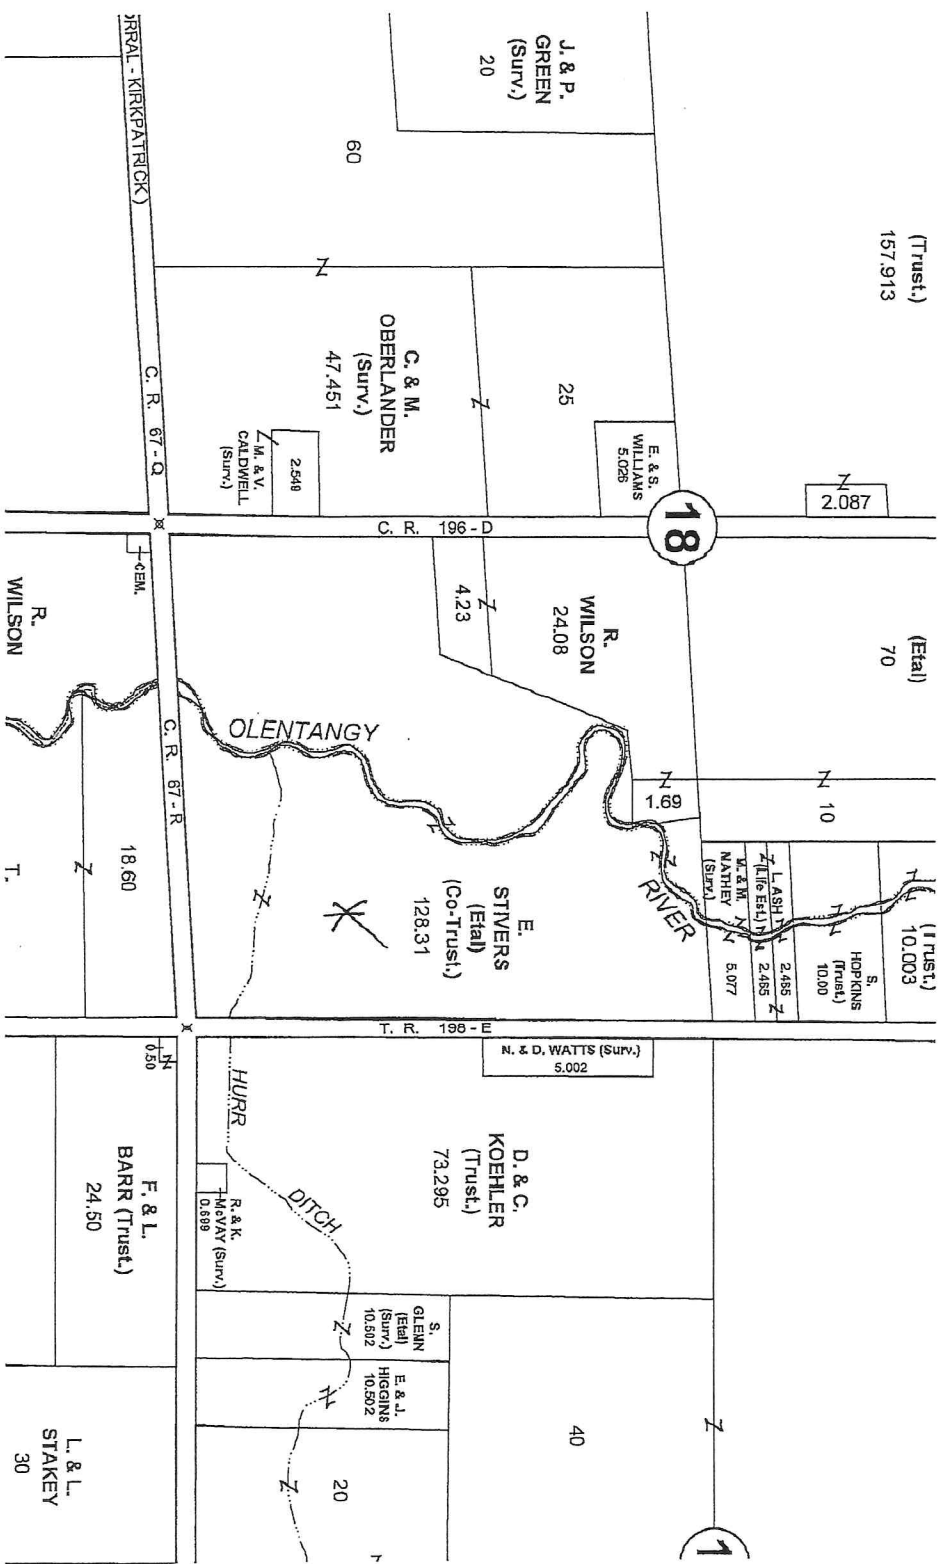 (Trust.)
157.913
2.087
(Etal)
70
10
(Trust.)
10.003
S.
HOPKINS
(Trust.)
10.00
2.465
L. ASH
(Life Est.)
2.465
M. & M.
NATHEY
(Surv.)
5.077
1
18
J. & P.
GREEN
(Surv.)
20
60
25
E. & S.
WILLIAMS
5.026
C. & M.
OBERLANDER
(Surv.)
47.451
2.549
M. & V.
CALDWELL
(Surv.)
C. R. 196 - D
R.
WILSON
24.08
4.23
1.69
OLENTANGY
RIVER
E.
STIVERS
(Etal)
(Co-Trust.)
128.31
T. R. 198 - E
N. & D. WATTS (Surv.)
5.002
D. & C.
KOEHLER
(Trust.)
73.295
40
HURR
DITCH
S.
GLENN
(Etal)
(Surv.)
10.502
E. & J.
HIGGINS
10.502
20
R. & K.
McVAY (Surv.)
0.699
ORRAL - KIRKPATRICK)
C. R. 67 - Q
C. R. 67 - R
CEM.
R.
WILSON
18.60
T.
0.50
F. & L.
BARR (Trust.)
24.50
L. & L.
STAKEY
30